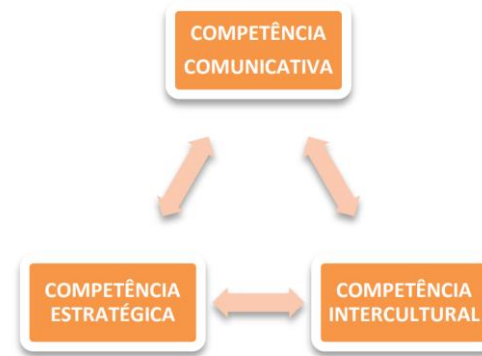 COMPETÊNCIA
COMUNICATIVA
COMPETÊNCIA
ESTRATÉGICA
COMPETÊNCIA
INTERCULTURAL